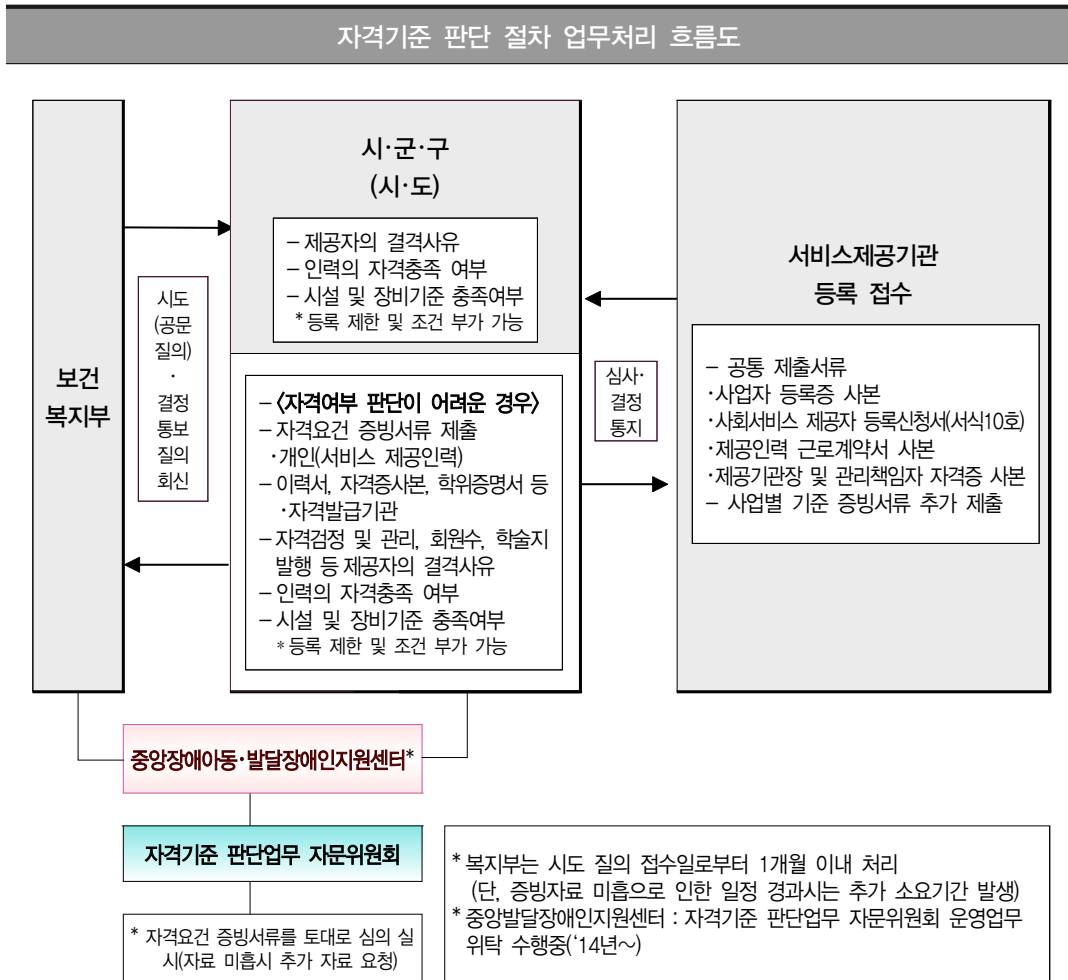 자격기준 판단 절차 업무처리 흐름도
보건
복지부
시도
(공문
질의)
·
결정
통보
질의
회신
시·군·구
(시·도)
– 제공자의 결격사유
– 인력의 자격충족 여부
– 시설 및 장비기준 충족여부
* 등록 제한 및 조건 부가 가능
– <자격여부 판단이 어려운 경우>
– 자격요건 증빙서류 제출
·개인(서비스 제공인력)
– 이력서, 자격증사본, 학위증명서 등
·자격발급기관
– 자격검정 및 관리, 회원수, 학술지
발행 등 제공자의 결격사유
– 인력의 자격충족 여부
– 시설 및 장비기준 충족여부
* 등록 제한 및 조건 부가 가능
심사·
결정
통지
서비스제공기관
등록 접수
– 공통 제출서류
·사업자 등록증 사본
·사회서비스 제공자 등록신청서(서식10호)
·제공인력 근로계약서 사본
·제공기관장 및 관리책임자 자격증 사본
– 사업별 기준 증빙서류 추가 제출
중앙장애아동·발달장애인지원센터*
자격기준 판단업무 자문위원회
* 자격요건 증빙서류를 토대로 심의 실
시(자료 미흡시 추가 자료 요청)
* 복지부는 시도 질의 접수일로부터 1개월 이내 처리
(단, 증빙자료 미흡으로 인한 일정 경과시는 추가 소요기간 발생)
* 중앙발달장애인지원센터 : 자격기준 판단업무 자문위원회 운영업무
위탁 수행중(‘14년~)